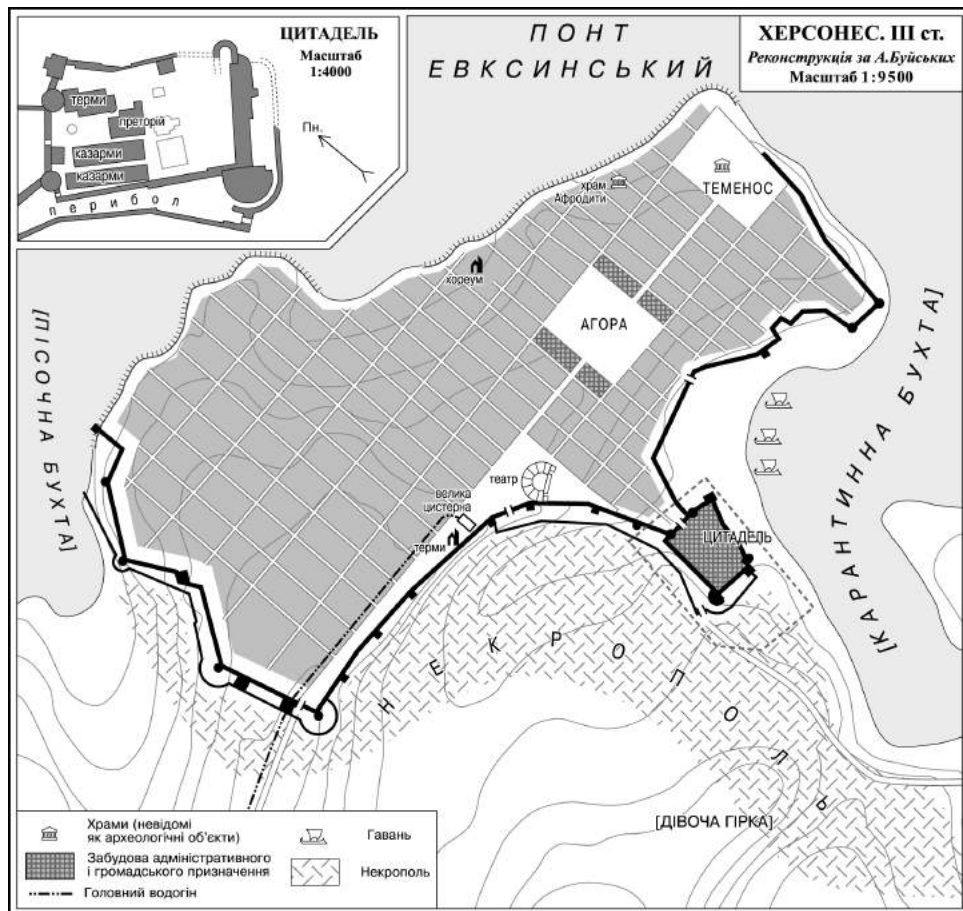 ЦИТАДЕЛЬ
Масштаб
1:4000
терми
преторій
казарми
казарми
перибол
Пн.
ПОНТ
ЕВКСИНСЬКИЙ
ХЕРСОНЕС. III ст.
Реконструкція за А.Буйських
Масштаб 1:9500
ТЕМЕНОС
храм
Афродити
хореум
АГОРА
[ПІСОЧНА БУХТА]
[КАРАНТИННА БУХТА]
театр
велика
цистерна
терми
ЦИТАДЕЛЬ
НЕКРОПОЛЬ
[ДІВОЧА ГІРКА]
Храми (невідомі
як археологічні об'єкти)
Забудова адміністративного
і громадського призначення
Головний водогін
Гавань
Некрополь